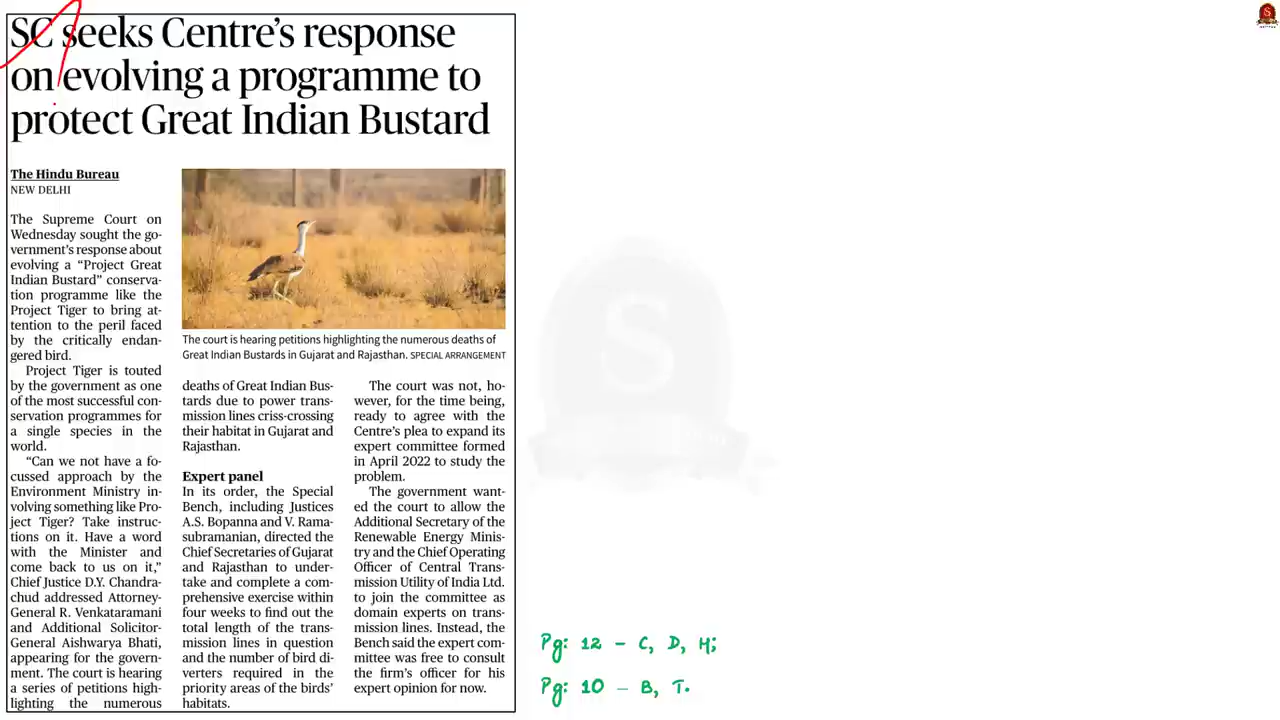 SC seeks Centre’s response
on evolving a programme to
protect Great Indian Bustard
The Hindu Bureau
NEW DELHI
The Supreme Court on
Wednesday sought the go-
vernment’s response about
evolving a “Project Great
Indian Bustard” conserva-
tion programme like the
Project Tiger to bring at-
tention to the peril faced
by the critically endan-
gered bird.
Project Tiger is touted
by the government as one
of the most successful con-
servation programmes for
a single species in the
world.
“Can we not have a fo-
cussed approach by the
Environment Ministry in-
volving something like Pro-
ject Tiger? Take instruc-
tions on it. Have a word
with the Minister and
come back to us on it,”
Chief Justice D.Y. Chandra-
chud addressed Attorney-
General R. Venkataramani
and Additional Solicitor-
General Aishwarya Bhati,
appearing for the govern-
ment. The court is hearing
a series of petitions high-
lighting the numerous
The court is hearing petitions highlighting the numerous deaths of
Great Indian Bustards in Gujarat and Rajasthan. SPECIAL ARRANGEMENT
deaths of Great Indian Bus-
tards due to power trans-
mission lines criss-crossing
their habitat in Gujarat and
Rajasthan.
Expert panel
In its order, the Special
Bench, including Justices
A.S. Bopanna and V. Rama-
subramanian, directed the
Chief Secretaries of Gujarat
and Rajasthan to under-
take and complete a com-
prehensive exercise within
four weeks to find out the
total length of the trans-
mission lines in question
and the number of bird di-
verters required in the
priority areas of the birds’
habitats.
The court was not, ho-
wever, for the time being,
ready to agree with the
Centre’s plea to expand its
expert committee formed
in April 2022 to study the
problem.
The government want-
ed the court to allow the
Additional Secretary of the
Renewable Energy Minis-
try and the Chief Operating
Officer of Central Trans-
mission Utility of India Ltd.
to join the committee as
domain experts on trans-
mission lines. Instead, the
Bench said the expert com-
mittee was free to consult
the firm’s officer for his
expert opinion for now.
Pg: 12 – C, D, H;
Pg: 10 – B, T.
S